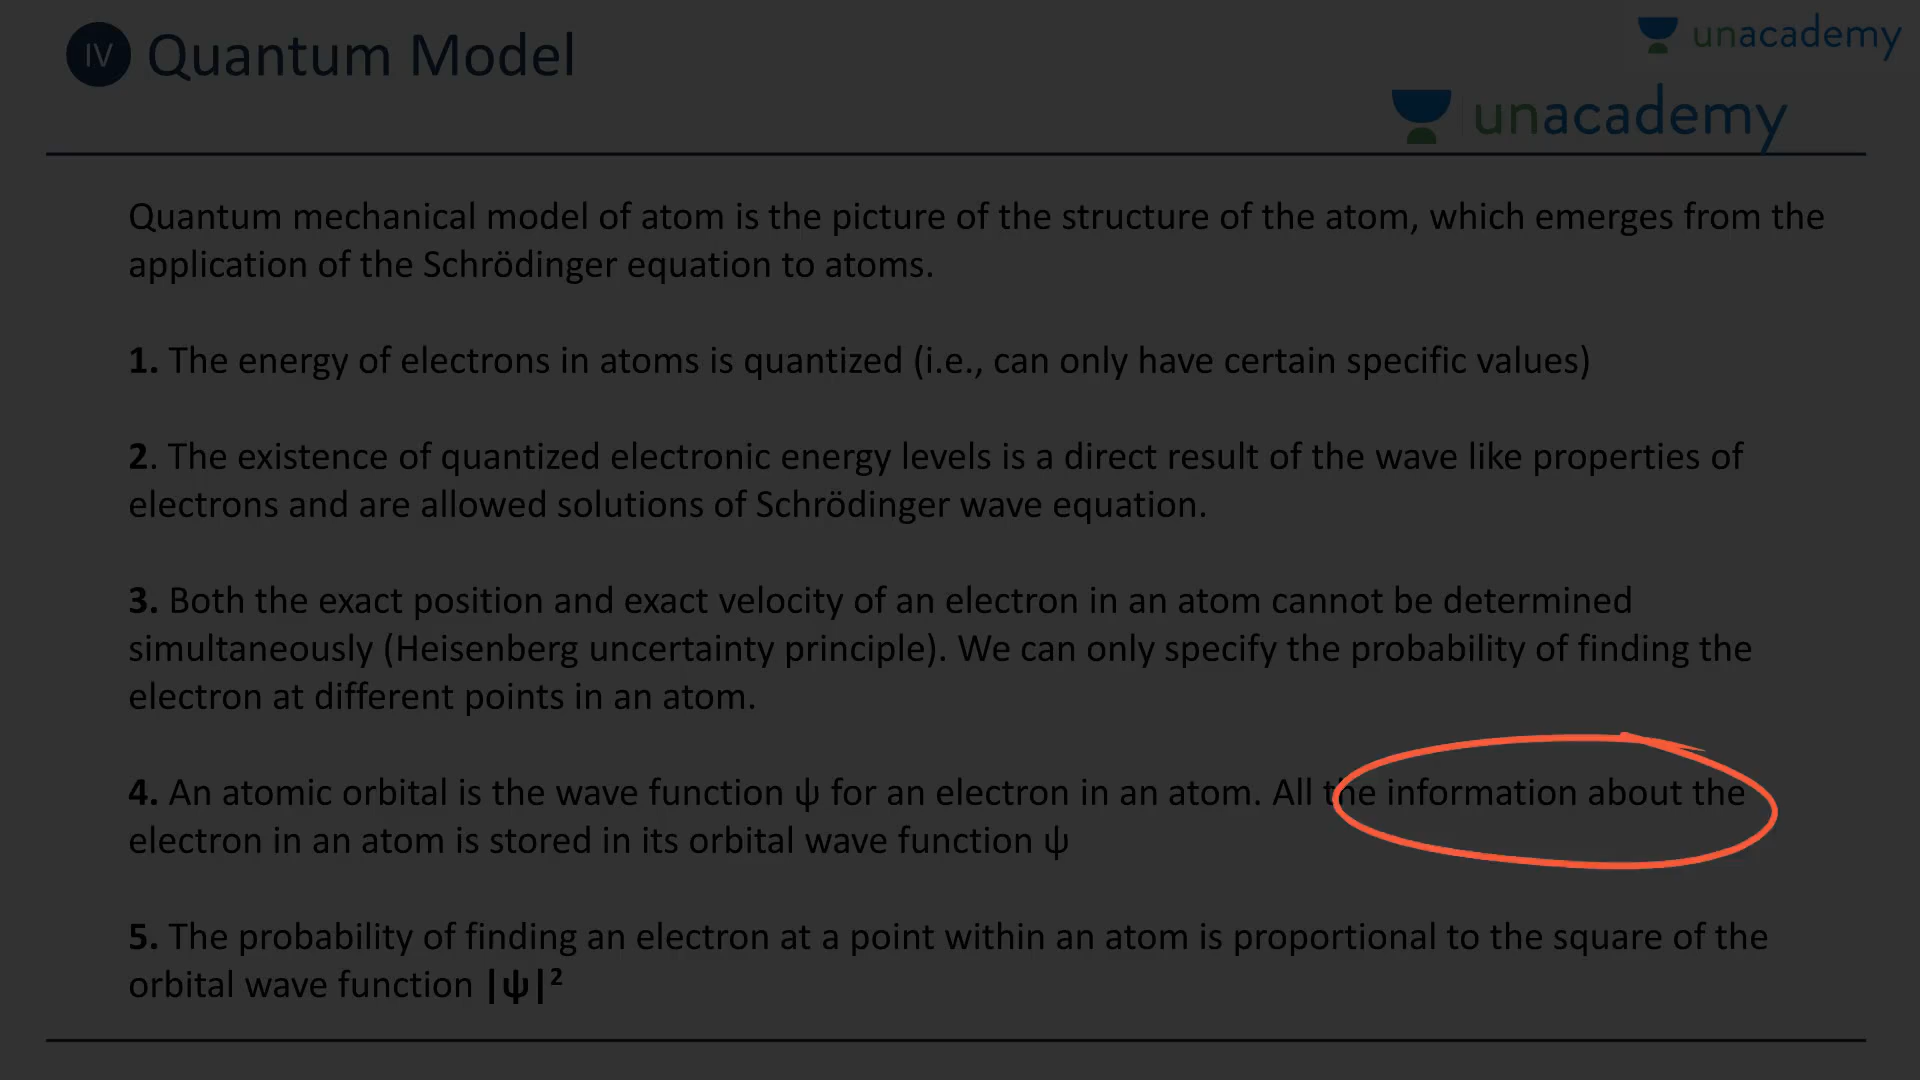 IV Quantum Model
unacademy
unacademy
Quantum mechanical model of atom is the picture of the structure of the atom, which emerges from the
application of the Schrödinger equation to atoms.
1. The energy of electrons in atoms is quantized (i.e., can only have certain specific values)
2. The existence of quantized electronic energy levels is a direct result of the wave like properties of
electrons and are allowed solutions of Schrödinger wave equation.
3. Both the exact position and exact velocity of an electron in an atom cannot be determined
simultaneously (Heisenberg uncertainty principle). We can only specify the probability of finding the
electron at different points in an atom.
4. An atomic orbital is the wave function ψ for an electron in an atom. All the information about the
electron in an atom is stored in its orbital wave function ψ
5. The probability of finding an electron at a point within an atom is proportional to the square of the
orbital wave function |ψ|²